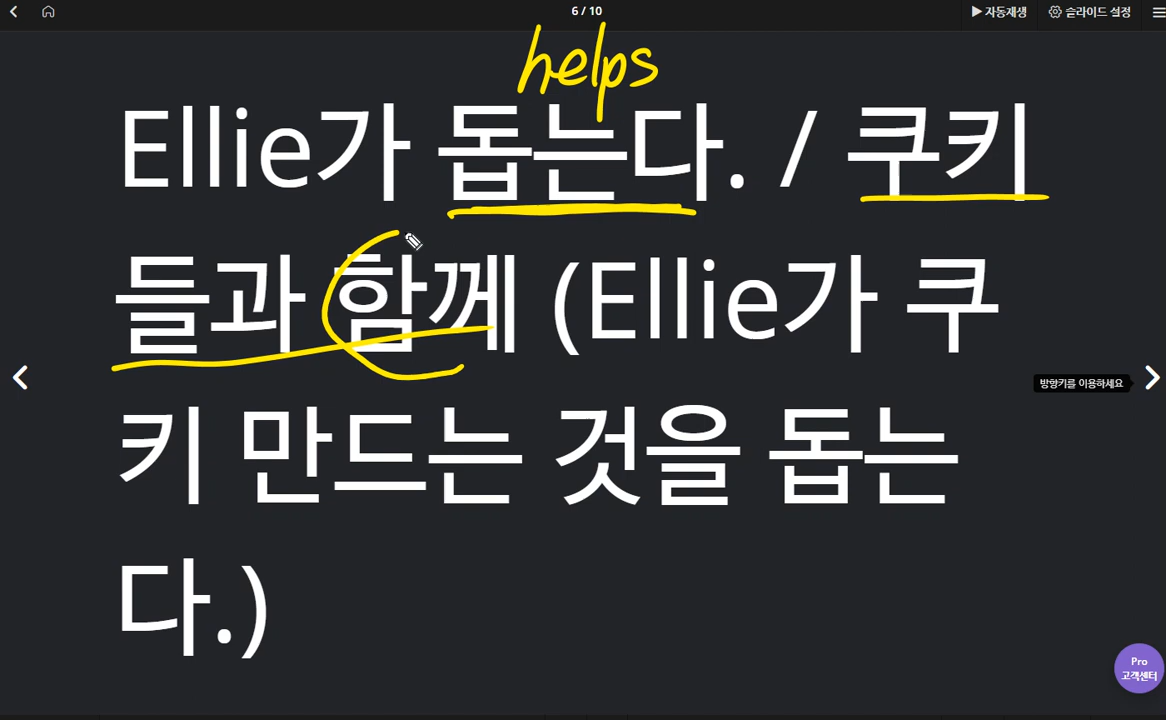 6 / 10
▶ 자동재생
슬라이드 설정
helps
Ellie가 돕는다. / 쿠키
들과 함께 (Ellie가 쿠
키 만드는 것을 돕는
다.)
방향키를 이용하세요
Pro
고객센터